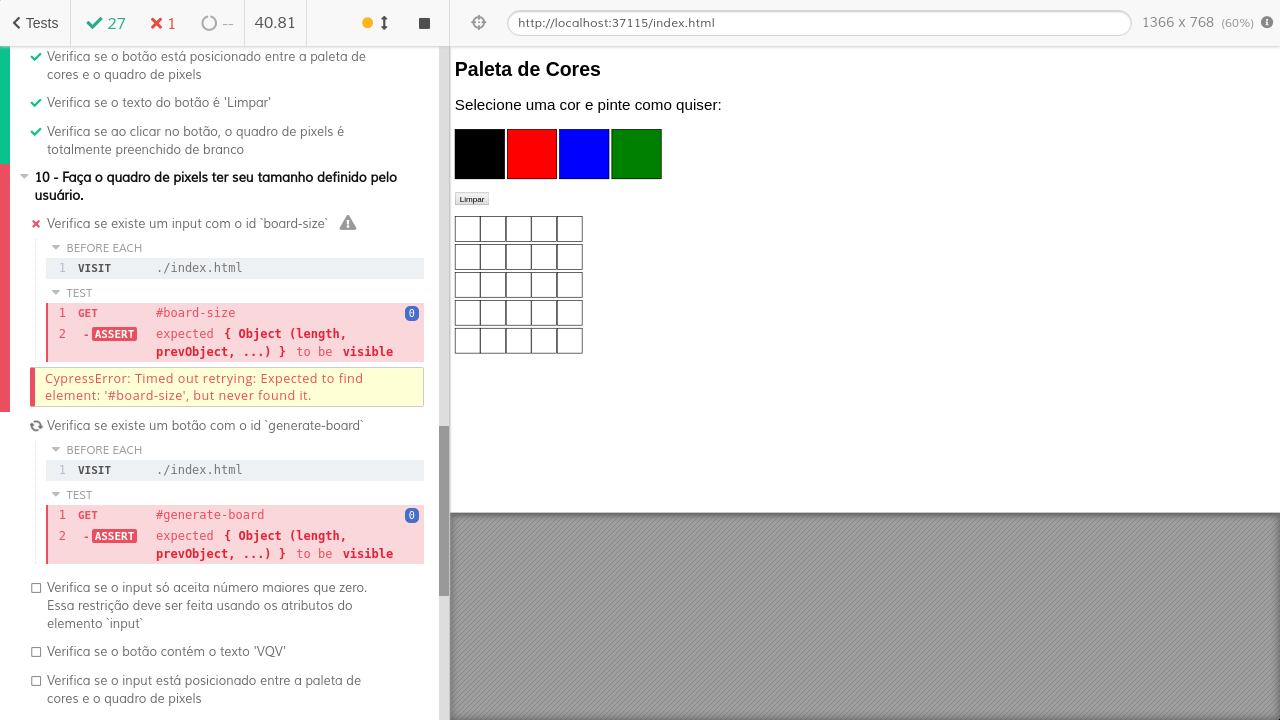 Tests
27
1
--
40.81
http://localhost:37115/index.html
1366 x 768 (60%)
Verifica se o botão está posicionado entre a paleta de
cores e o quadro de pixels
Verifica se o texto do botão é 'Limpar'
Verifica se ao clicar no botão, o quadro de pixels é
totalmente preenchido de branco
10 - Faça o quadro de pixels ter seu tamanho definido pelo
usuário.
Verifica se existe um input com o id `board-size`
BEFORE EACH
1 VISIT ./index.html
TEST
1 GET #board-size 0
2 -ASSERT expected { Object (length,
prevObject, ...) } to be visible
CypressError: Timed out retrying: Expected to find
element: '#board-size', but never found it.
Verifica se existe um botão com o id `generate-board`
BEFORE EACH
1 VISIT ./index.html
TEST
1 GET #generate-board 0
2 -ASSERT expected { Object (length,
prevObject, ...) } to be visible
Verifica se o input só aceita número maiores que zero.
Essa restrição deve ser feita usando os atributos do
elemento `input`
Verifica se o botão contém o texto 'VQV'
Verifica se o input está posicionado entre a paleta de
cores e o quadro de pixels
Paleta de Cores
Selecione uma cor e pinte como quiser:
Limpar